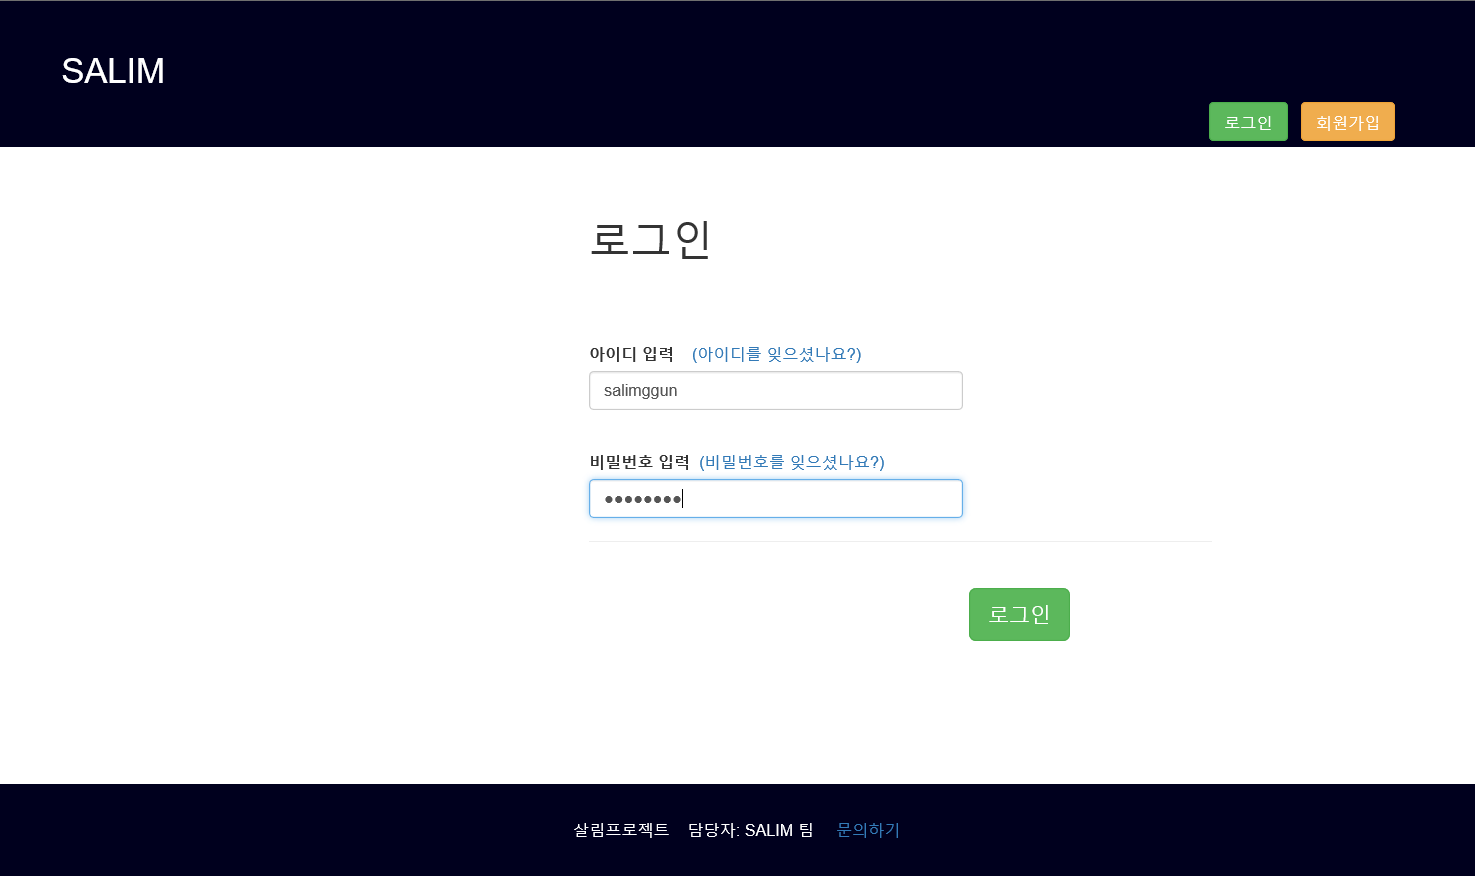 SALIM
로그인 회원가입
로그인
아이디 입력 (아이디를 잊으셨나요?)
salimggun
비밀번호 입력 (비밀번호를 잊으셨나요?)
●●●●●●●●
로그인
살림프로젝트 담당자: SALIM 팀 문의하기